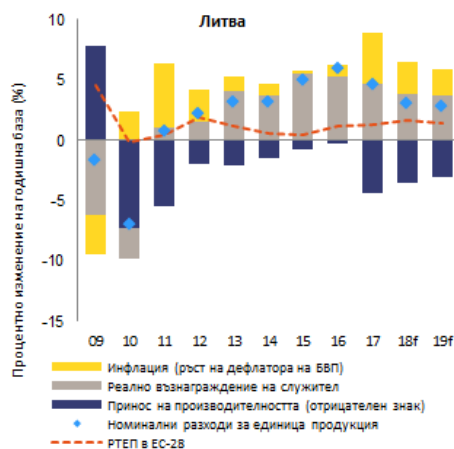 Литва
Процентно изменение на годишна база (%)
10
5
0
-5
-10
-15
09 10 11 12 13 14 15 16 17 18f 19f
Инфлация (ръст на дефлатора на БВП)
Реално възнаграждение на служител
Принос на производителността (отрицателен знак)
Номинални разходи за единица продукция
РТЕП в ЕС-28